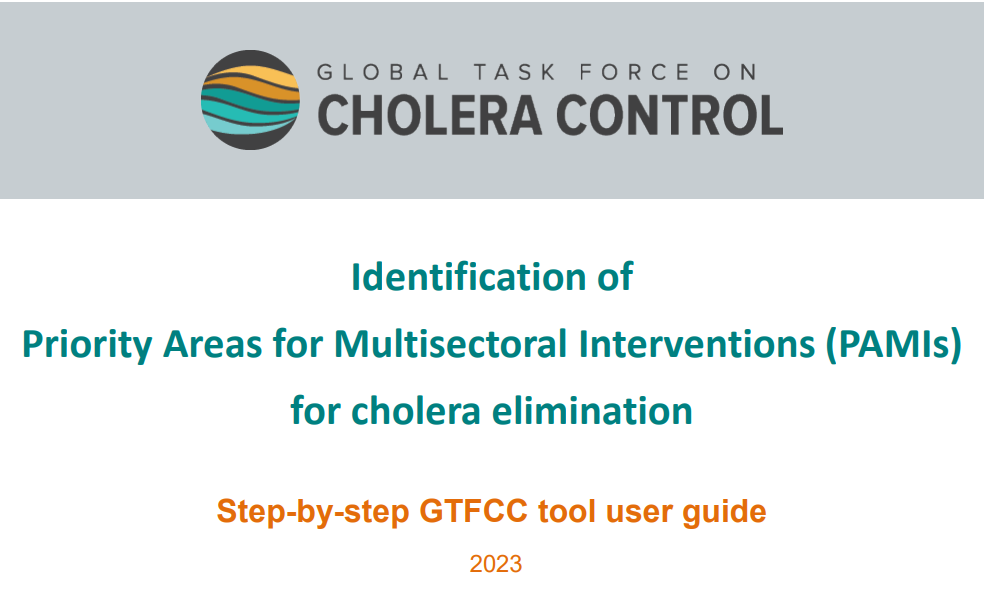 GLOBAL TASK FORCE ON
CHOLERA CONTROL
Identification of
Priority Areas for Multisectoral Interventions (PAMIs)
for cholera elimination
Step-by-step GTFCC tool user guide
2023